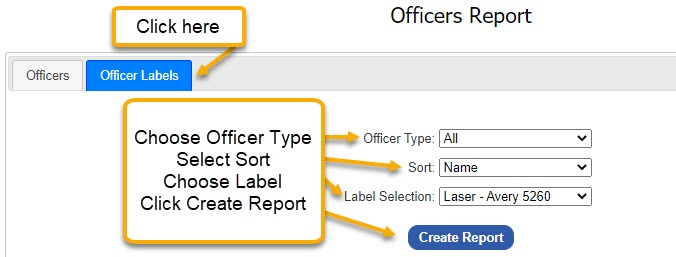 Officers Report
Click here
Officers
Officer Labels
Choose Officer Type
Select Sort
Choose Label
Click Create Report
Officer Type: All
Sort: Name
Label Selection: Laser - Avery 5260
Create Report